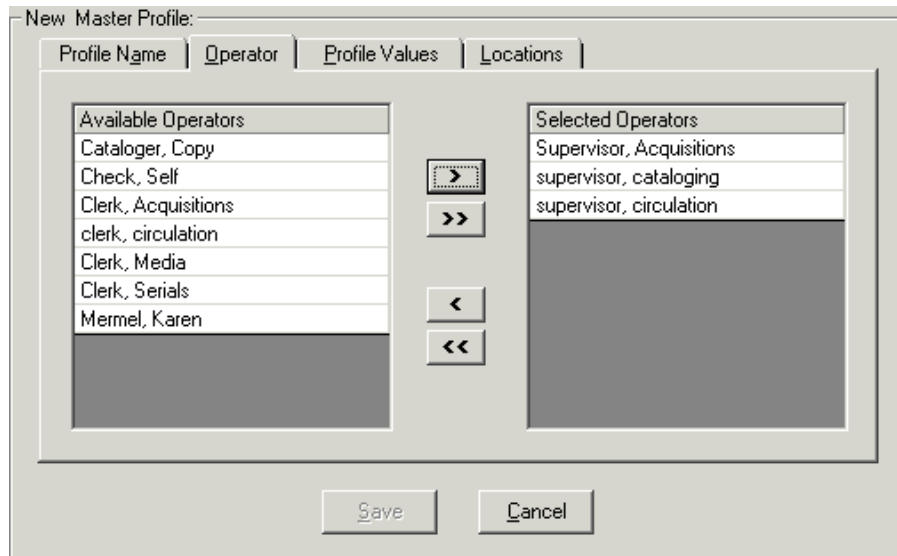 New Master Profile:
Profile Name Operator Profile Values Locations
Available Operators
Cataloger, Copy
Check, Self
Clerk, Acquisitions
clerk, circulation
Clerk, Media
Clerk, Serials
Mermel, Karen
>
>>
<
<<
Selected Operators
Supervisor, Acquisitions
supervisor, cataloging
supervisor, circulation
Save Cancel